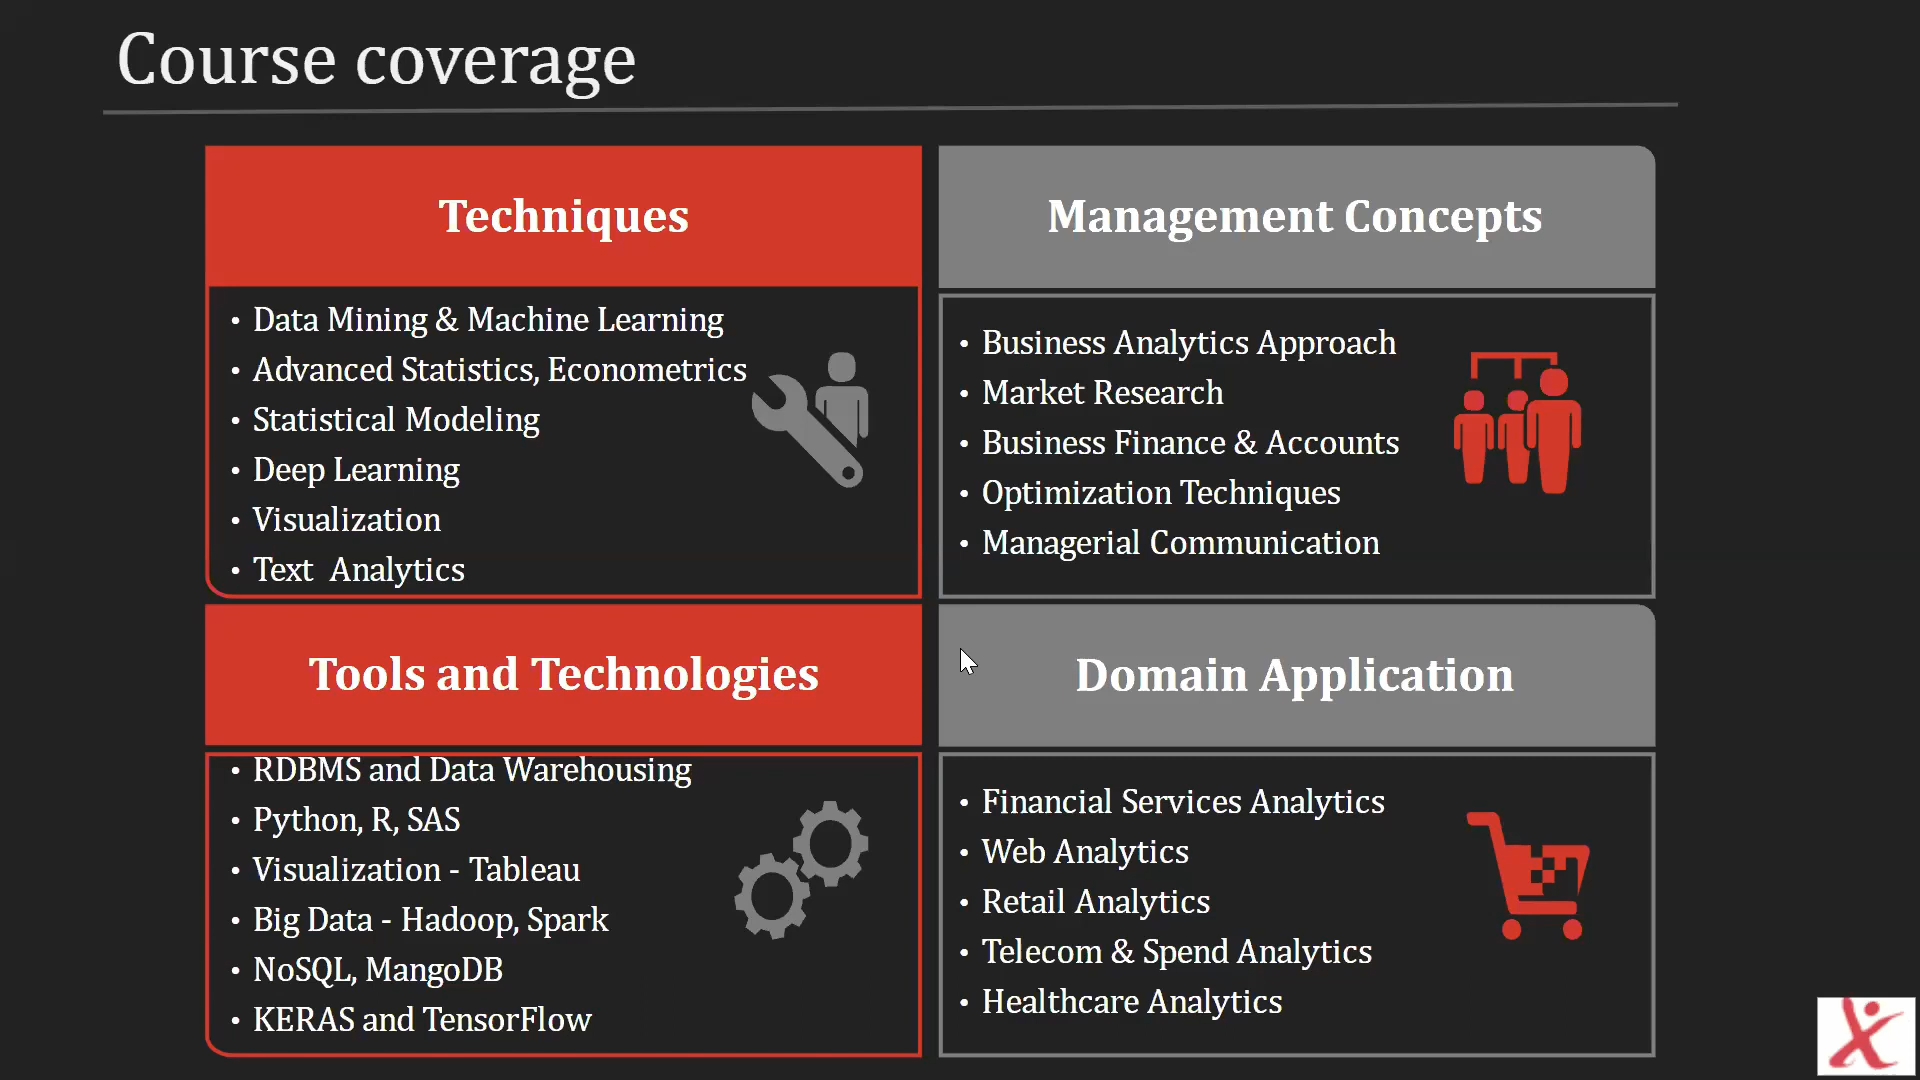 Course coverage
Techniques
• Data Mining & Machine Learning
• Advanced Statistics, Econometrics
• Statistical Modeling
• Deep Learning
• Visualization
• Text  Analytics
Management Concepts
• Business Analytics Approach
• Market Research
• Business Finance & Accounts
• Optimization Techniques
• Managerial Communication
Tools and Technologies
• RDBMS and Data Warehousing
• Python, R, SAS
• Visualization - Tableau
• Big Data - Hadoop, Spark
• NoSQL, MangoDB
• KERAS and TensorFlow
Domain Application
• Financial Services Analytics
• Web Analytics
• Retail Analytics
• Telecom & Spend Analytics
• Healthcare Analytics